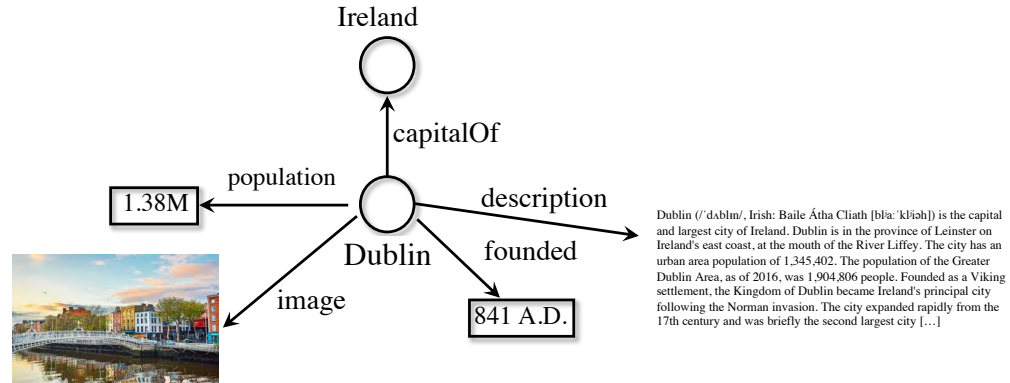 Ireland
capitalOf
population
1.38M
description
Dublin
founded
image
841 A.D.
Dublin (/ˈdʌblɪn/, Irish: Baile Átha Cliath [bˡaː ˈklʲiəh]) is the capital
and largest city of Ireland. Dublin is in the province of Leinster on
Ireland's east coast, at the mouth of the River Liffey. The city has an
urban area population of 1,345,402. The population of the Greater
Dublin Area, as of 2016, was 1,904,806 people. Founded as a Viking
settlement, the Kingdom of Dublin became Ireland's principal city
following the Norman invasion. The city expanded rapidly from the
17th century and was briefly the second largest city […]